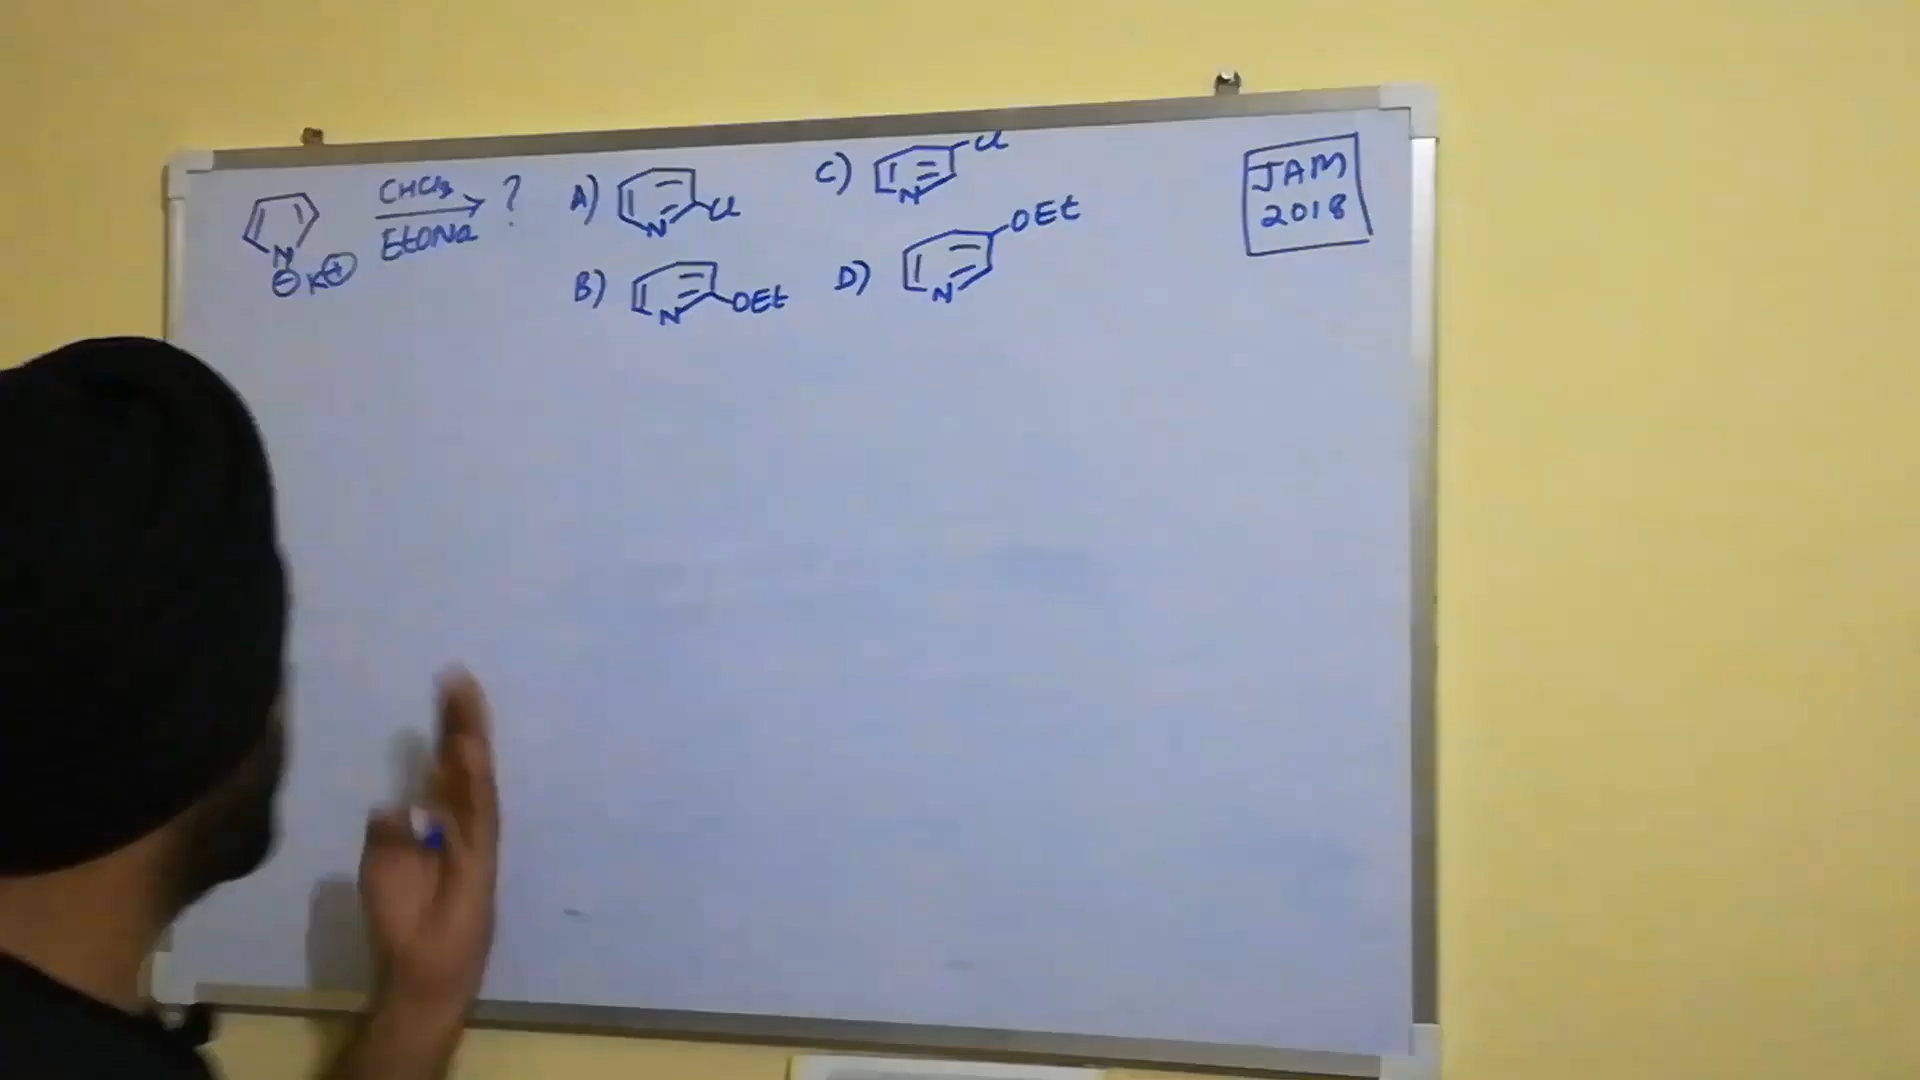 CHCl3
EtONa
?
N
⊖ K⊕
A)
N
Cl
B)
N
OEt
C)
N
Cl
D)
N
OEt
JAM
2018